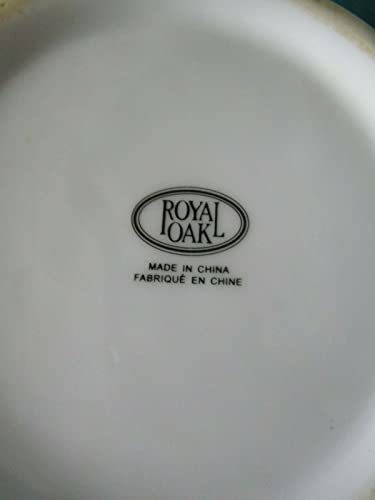 ROYAL
OAK
MADE IN CHINA
FABRIQUÉ EN CHINE